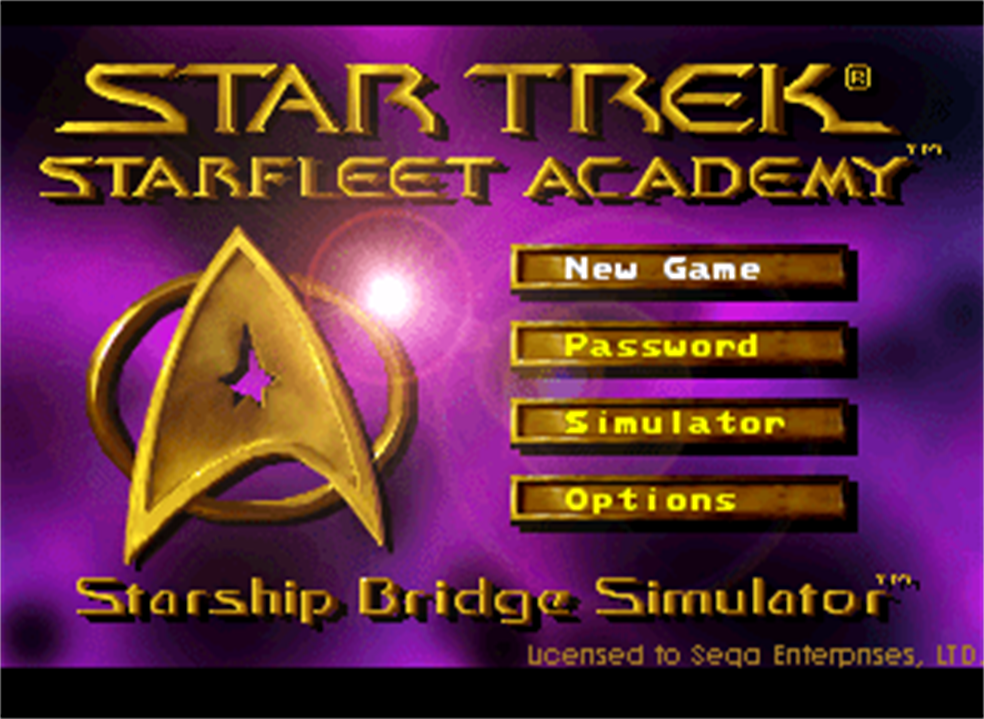 STAR TREK®
STARFLEET ACADEMY™
New Game
Password
Simulator
Options
Starship Bridge Simulator™
Licensed to Sega Enterprises, LTD.